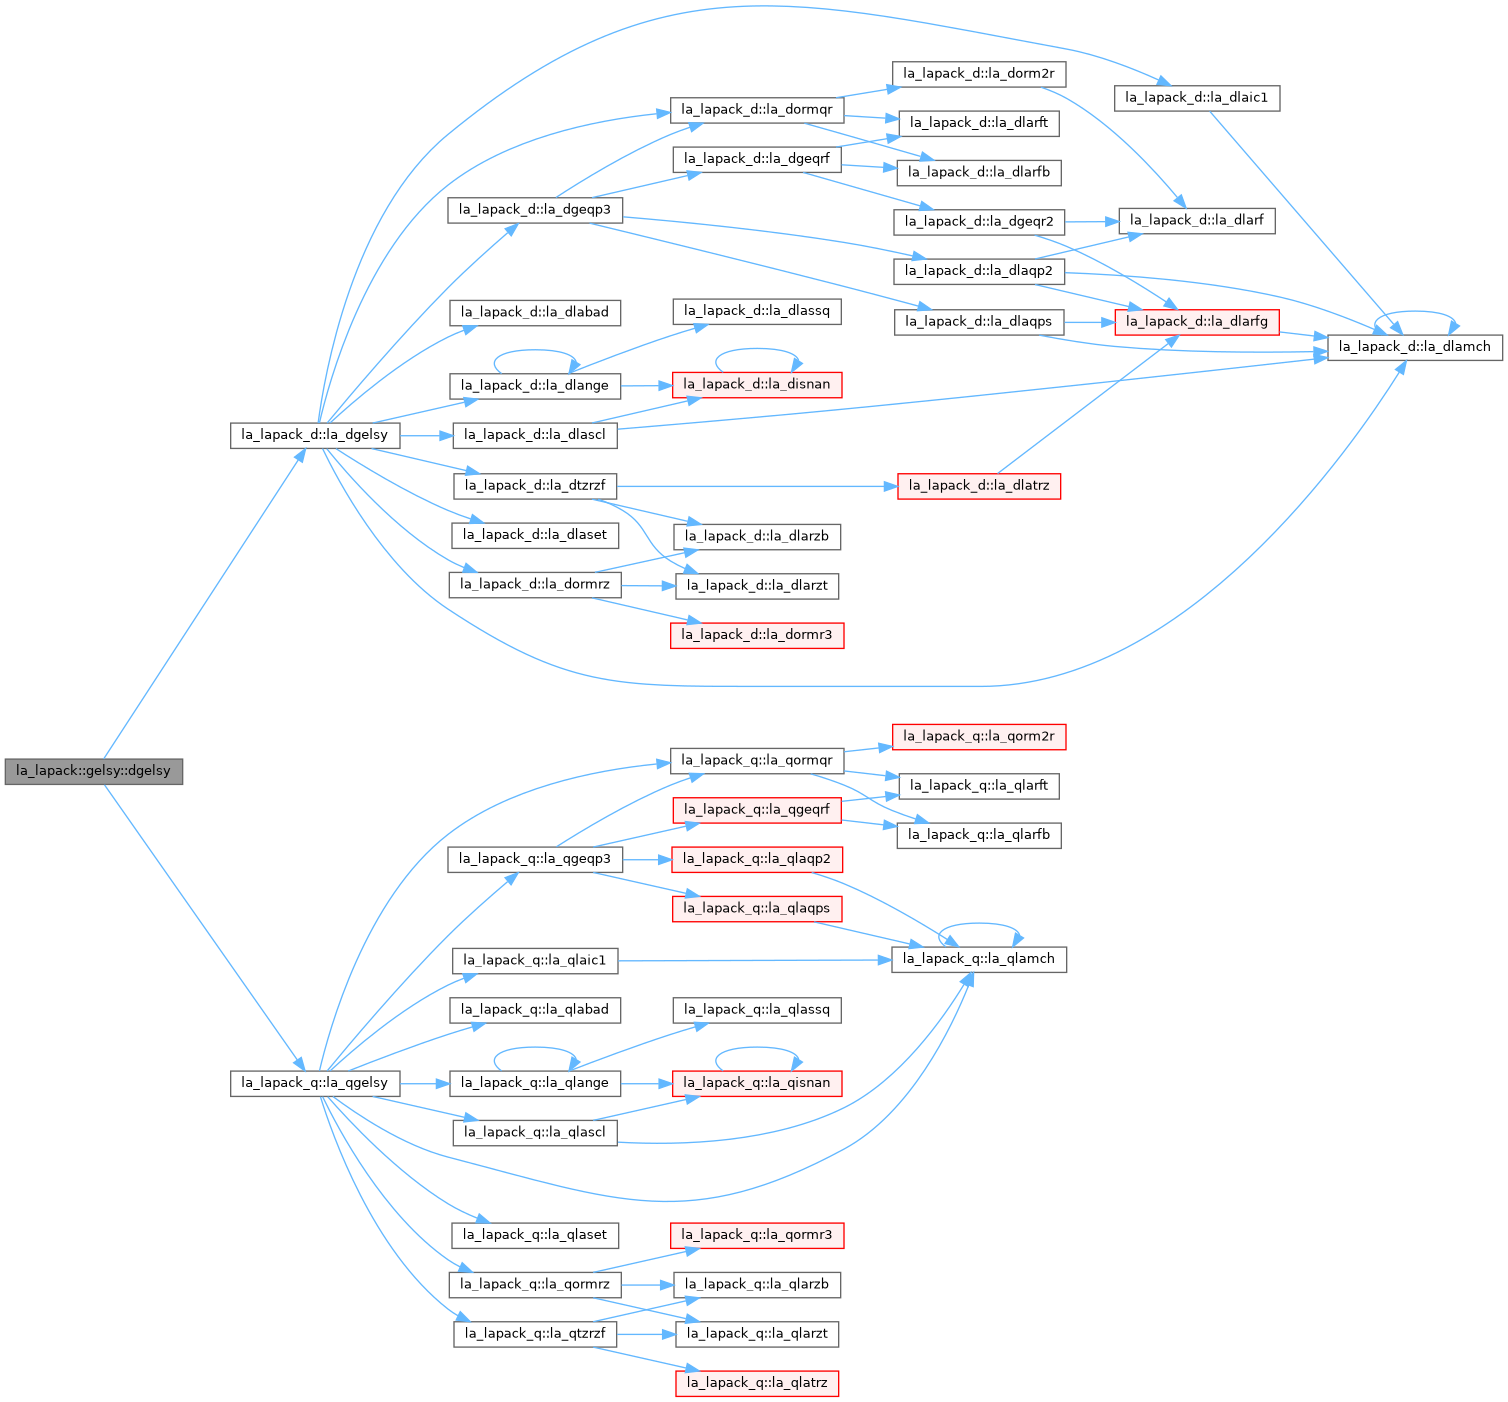 la_lapack_d::la_dorm2r
la_lapack_d::la_dlaic1
la_lapack_d::la_dormqr
la_lapack_d::la_dlarft
la_lapack_d::la_dgeqrf
la_lapack_d::la_dlarfb
la_lapack_d::la_dgeqp3
la_lapack_d::la_dgeqr2
la_lapack_d::la_dlarf
la_lapack_d::la_dlaqp2
la_lapack_d::la_dlabad
la_lapack_d::la_dlassq
la_lapack_d::la_dlaqps
la_lapack_d::la_dlarfg
la_lapack_d::la_dlamch
la_lapack_d::la_dlange
la_lapack_d::la_disnan
la_lapack_d::la_dgelsy
la_lapack_d::la_dlascl
la_lapack_d::la_dtzrzf
la_lapack_d::la_dlatrz
la_lapack_d::la_dlaset
la_lapack_d::la_dlarzb
la_lapack_d::la_dormrz
la_lapack_d::la_dlarzt
la_lapack_d::la_dormr3
la_lapack_q::la_qorm2r
la_lapack_q::la_qormqr
la_lapack::gelsy::dgelsy
la_lapack_q::la_qlarft
la_lapack_q::la_qgeqrf
la_lapack_q::la_qlarfb
la_lapack_q::la_qgeqp3
la_lapack_q::la_qlaqp2
la_lapack_q::la_qlaqps
la_lapack_q::la_qlaic1
la_lapack_q::la_qlamch
la_lapack_q::la_qlabad
la_lapack_q::la_qlassq
la_lapack_q::la_qgelsy
la_lapack_q::la_qlange
la_lapack_q::la_qisnan
la_lapack_q::la_qlascl
la_lapack_q::la_qlaset
la_lapack_q::la_qormr3
la_lapack_q::la_qormrz
la_lapack_q::la_qlarzb
la_lapack_q::la_qtzrzf
la_lapack_q::la_qlarzt
la_lapack_q::la_qlatrz